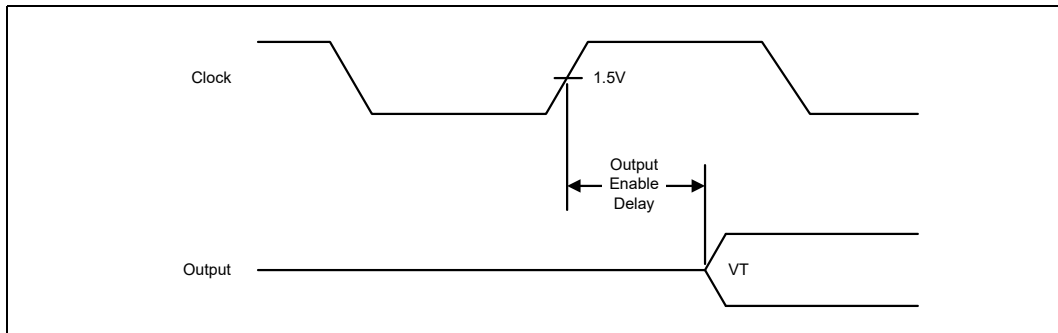 Clock
1.5V
Output
Enable
Delay
Output
VT